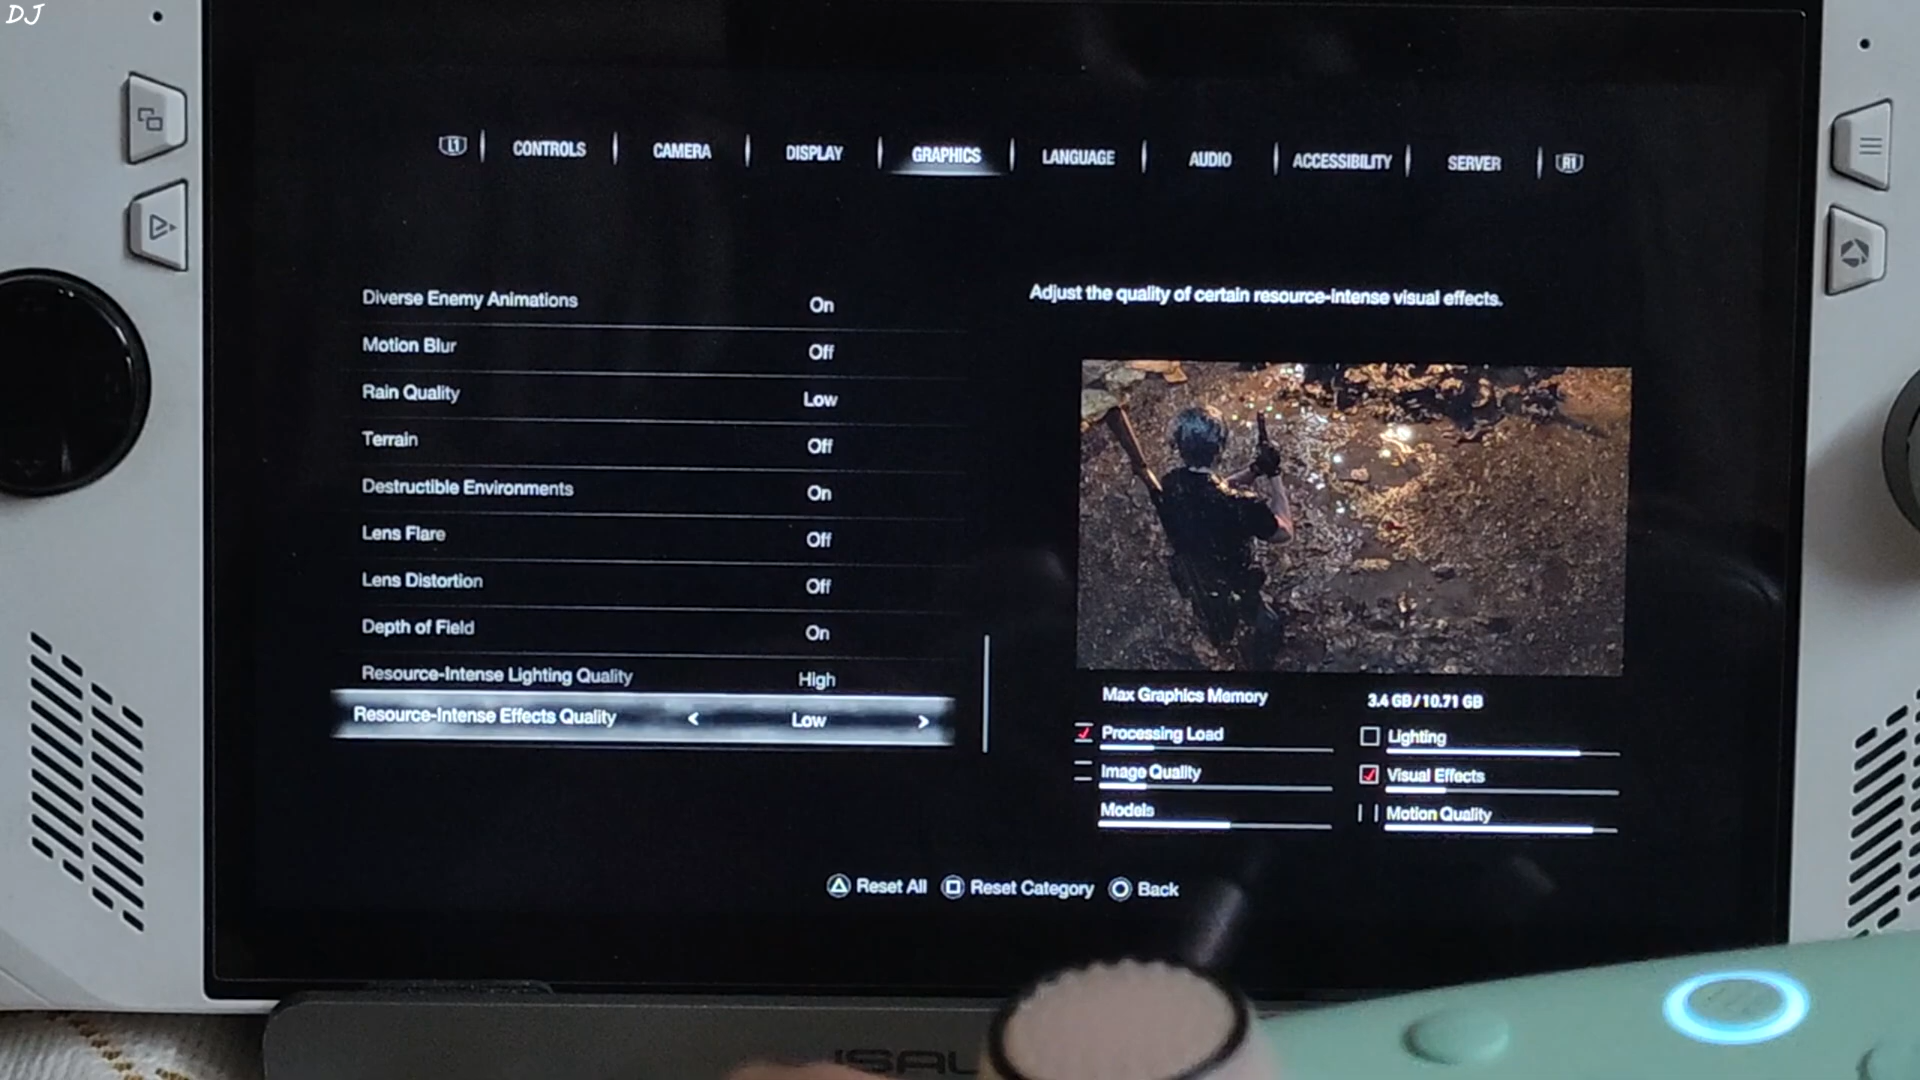 DJ
L1 CONTROLS CAMERA DISPLAY GRAPHICS LANGUAGE AUDIO ACCESSIBILITY SERVER R1
Diverse Enemy Animations On
Motion Blur Off
Rain Quality Low
Terrain Off
Destructible Environments On
Lens Flare Off
Lens Distortion Off
Depth of Field On
Resource-Intense Lighting Quality High
Resource-Intense Effects Quality < Low >
Adjust the quality of certain resource-intense visual effects.
Max Graphics Memory 3.4 GB/10.71 GB
Processing Load Lighting
Image Quality Visual Effects
Models Motion Quality
Reset All Reset Category Back